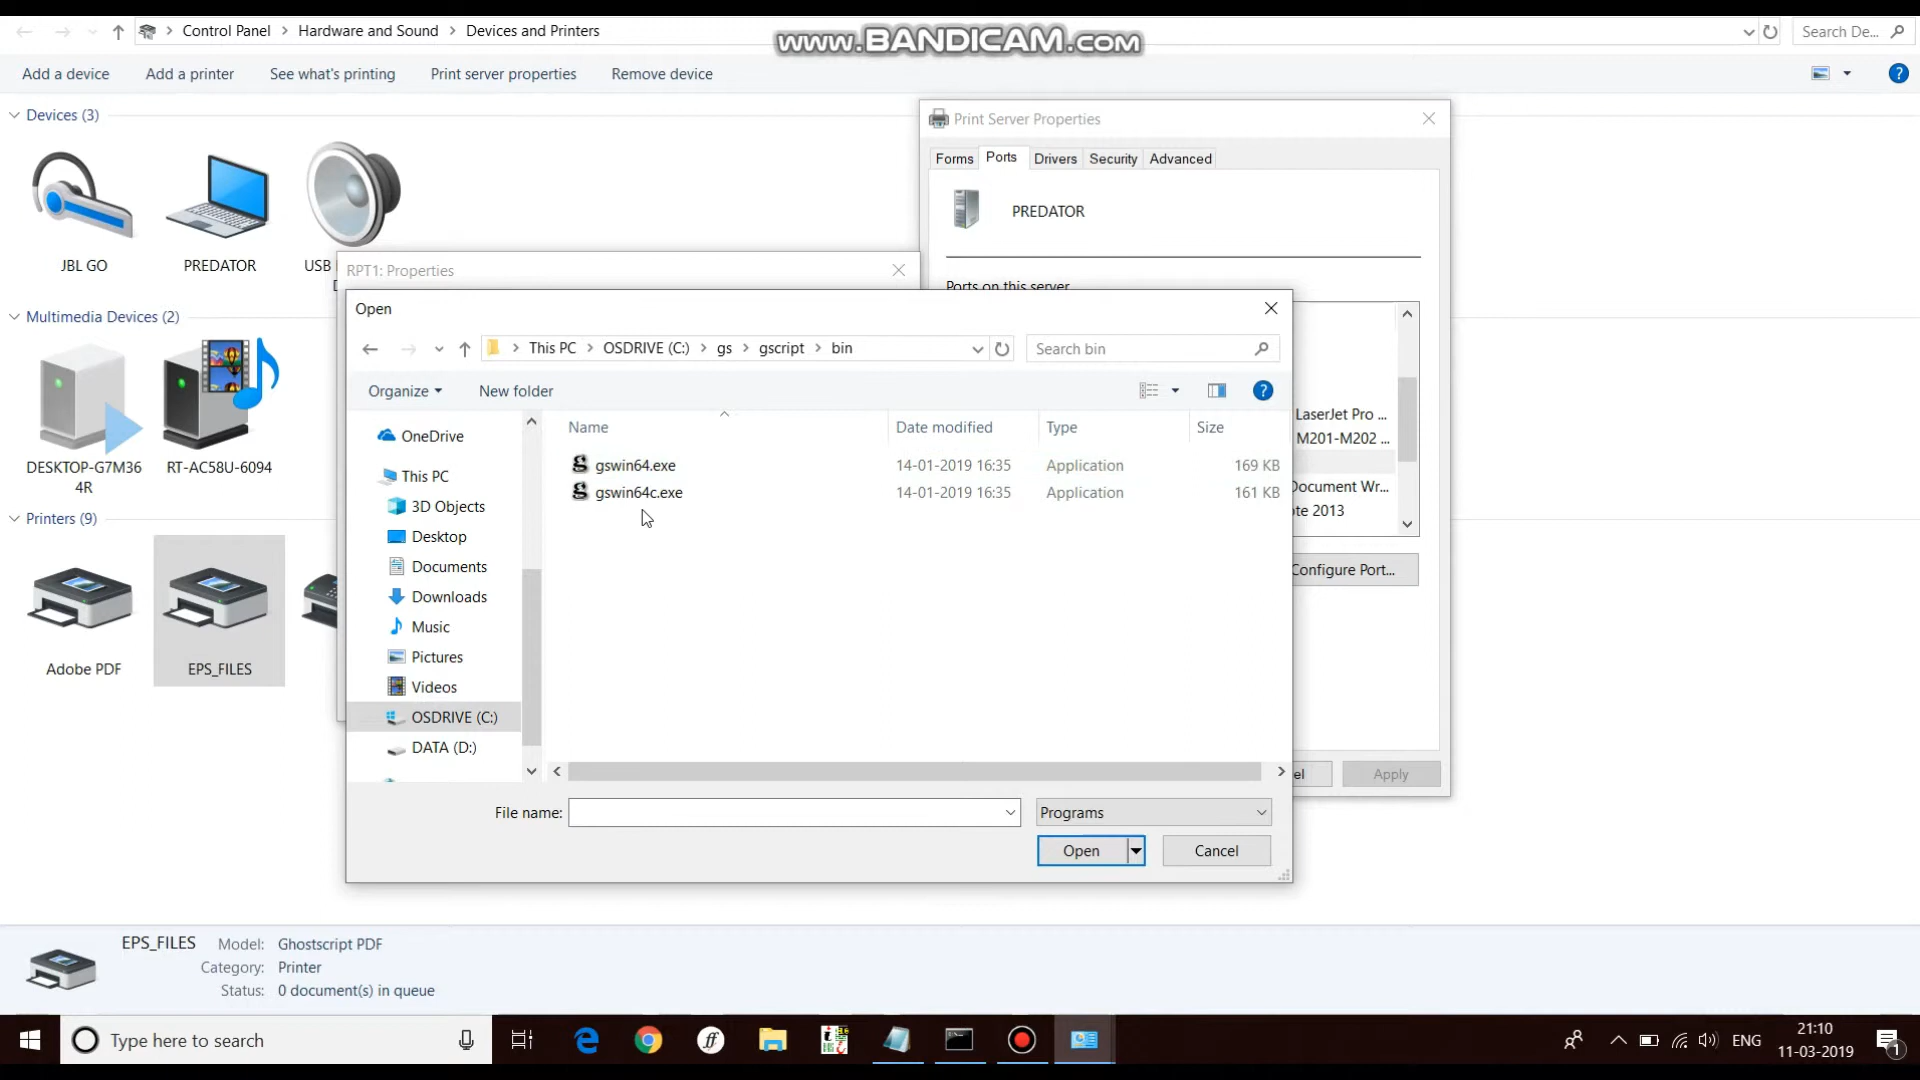 www.BANDICAM.com
Control Panel > Hardware and Sound > Devices and Printers
Search De...
Add a device
Add a printer
See what's printing
Print server properties
Remove device
Devices (3)
JBL GO
PREDATOR
USB
Multimedia Devices (2)
DESKTOP-G7M36
4R
RT-AC58U-6094
Printers (9)
Adobe PDF
EPS_FILES
Print Server Properties
Forms
Ports
Drivers
Security
Advanced
PREDATOR
Ports on this server
LaserJet Pro ...
M201-M202 ...
Document Wr...
ote 2013
Configure Port...
el
Apply
RPT1: Properties
Open
This PC > OSDRIVE (C:) > gs > gscript > bin
Search bin
Organize
New folder
OneDrive
This PC
3D Objects
Desktop
Documents
Downloads
Music
Pictures
Videos
OSDRIVE (C:)
DATA (D:)
Name Date modified Type Size
gswin64.exe 14-01-2019 16:35 Application 169 KB
gswin64c.exe 14-01-2019 16:35 Application 161 KB
File name:
Programs
Open
Cancel
EPS_FILES
Model: Ghostscript PDF
Category: Printer
Status: 0 document(s) in queue
Type here to search
ENG
21:10
11-03-2019
1